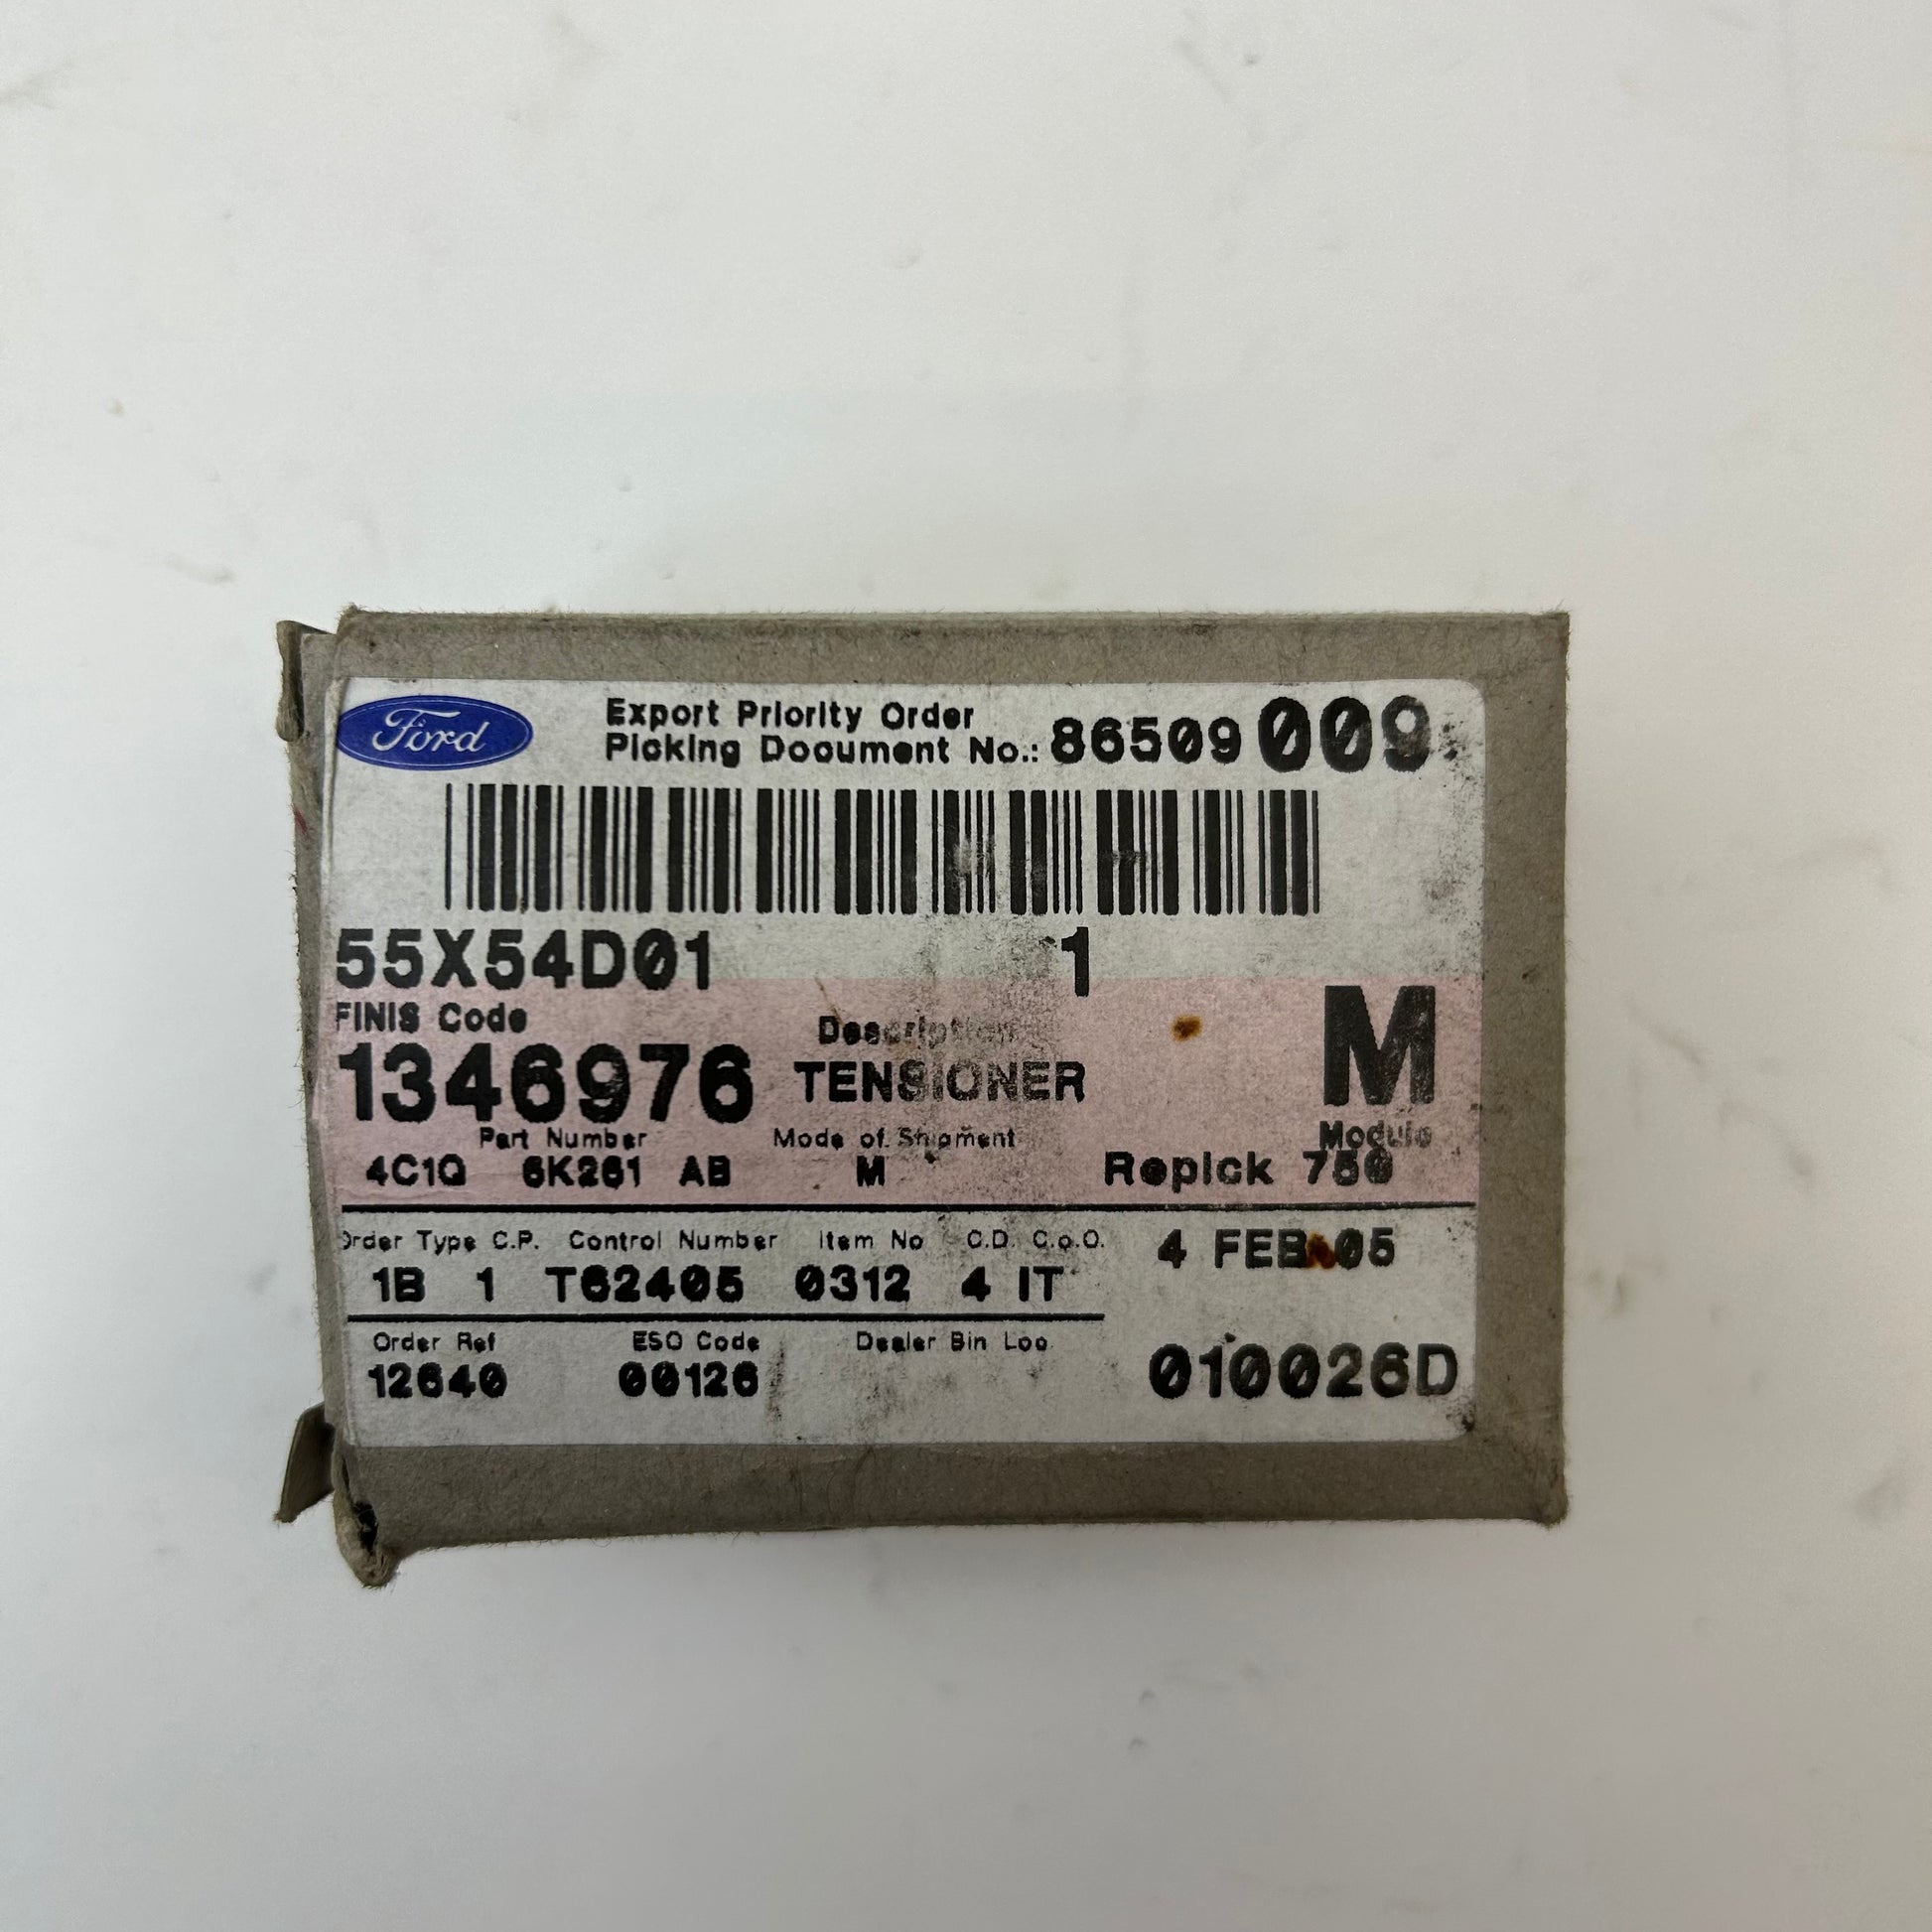 Ford
Export Priority Order
Picking Document No.: 86509 009
55X54D01 1
FINIS Code Description
1346976 TENSIONER M
Part Number Mode of Shipment Module
4C1Q 6K261 AB M Repick 750
Order Type C.P. Control Number Item No C.D. C.o.O.
4 FEB 05
1B 1 T62405 0312 4 IT
Order Ref ESO Code Dealer Bin Loc
12640 00126 010026D